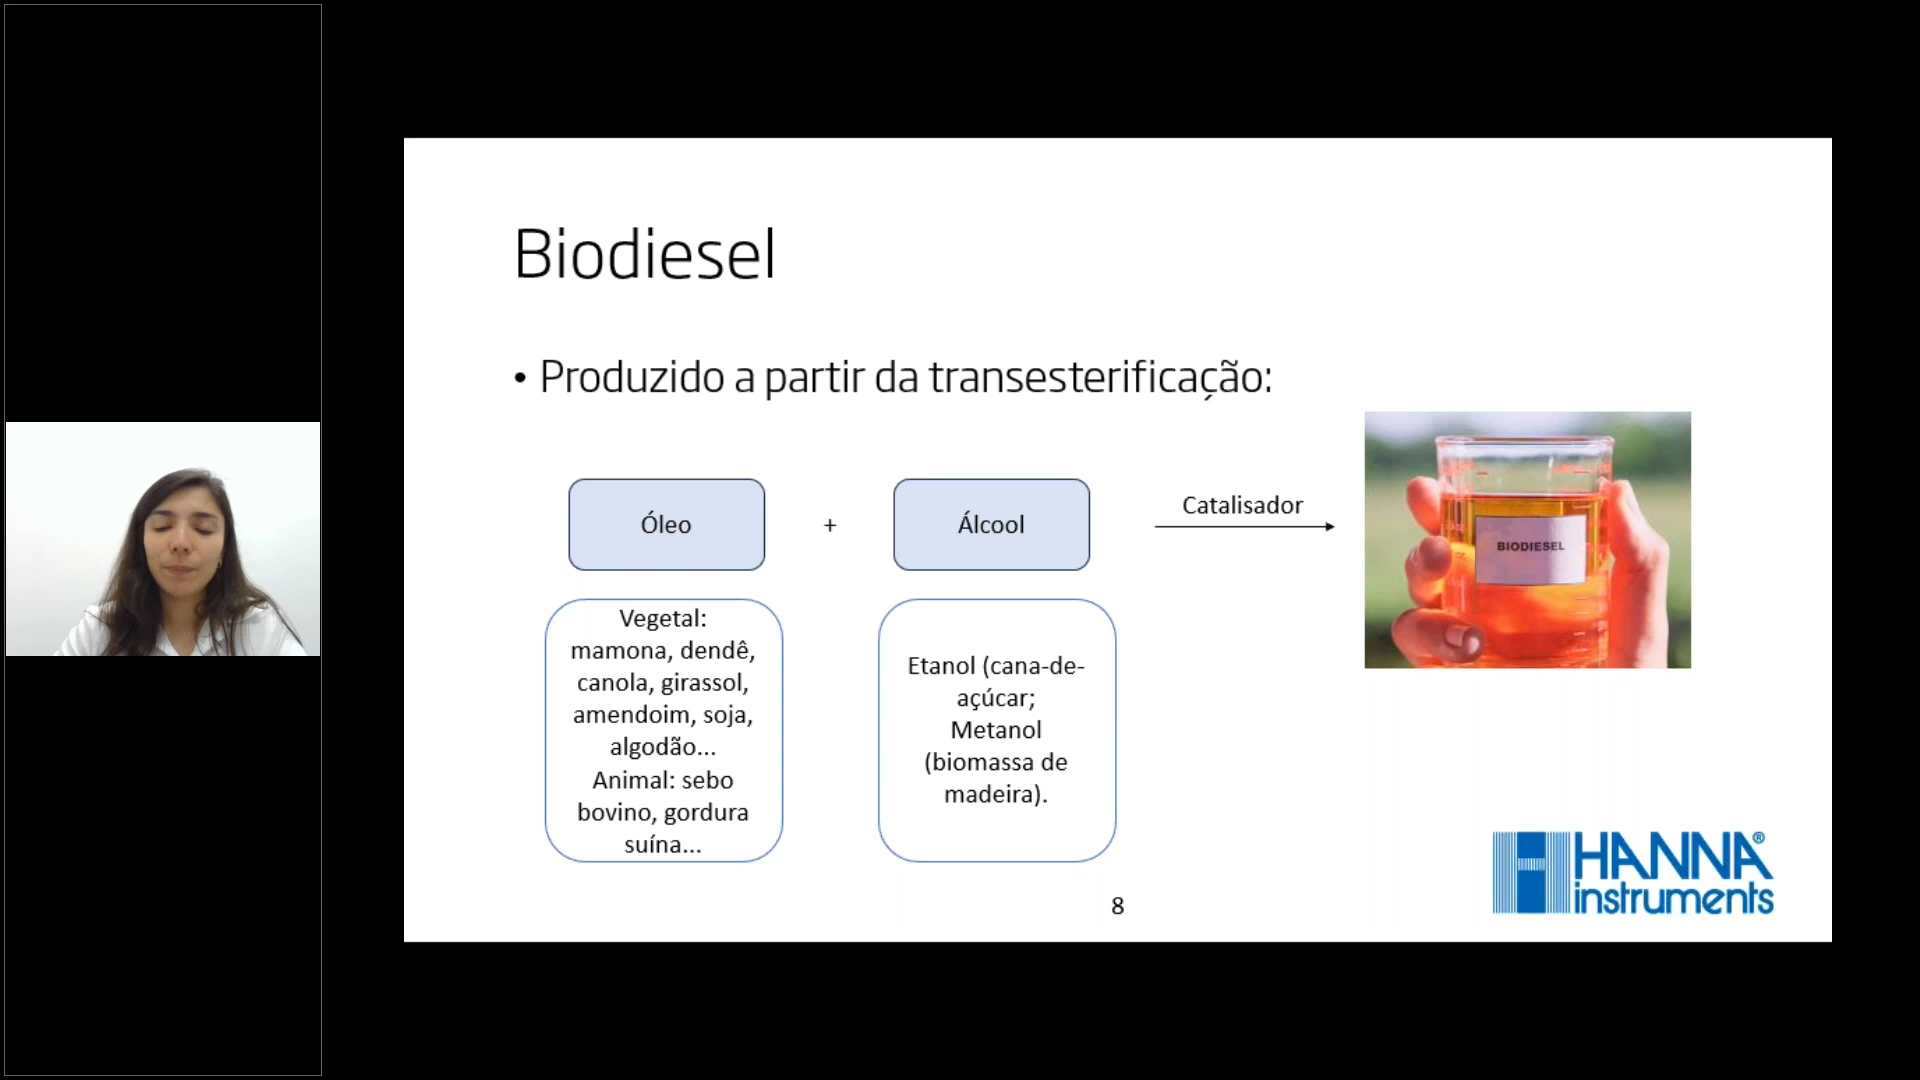 Biodiesel
• Produzido a partir da transesterificação:
Óleo
+
Álcool
Catalisador
BIODIESEL
Vegetal:
mamona, dendê,
canola, girassol,
amendoim, soja,
algodão...
Animal: sebo
bovino, gordura
suína...
Etanol (cana-de-
açúcar;
Metanol
(biomassa de
madeira).
8
HANNA®
instruments